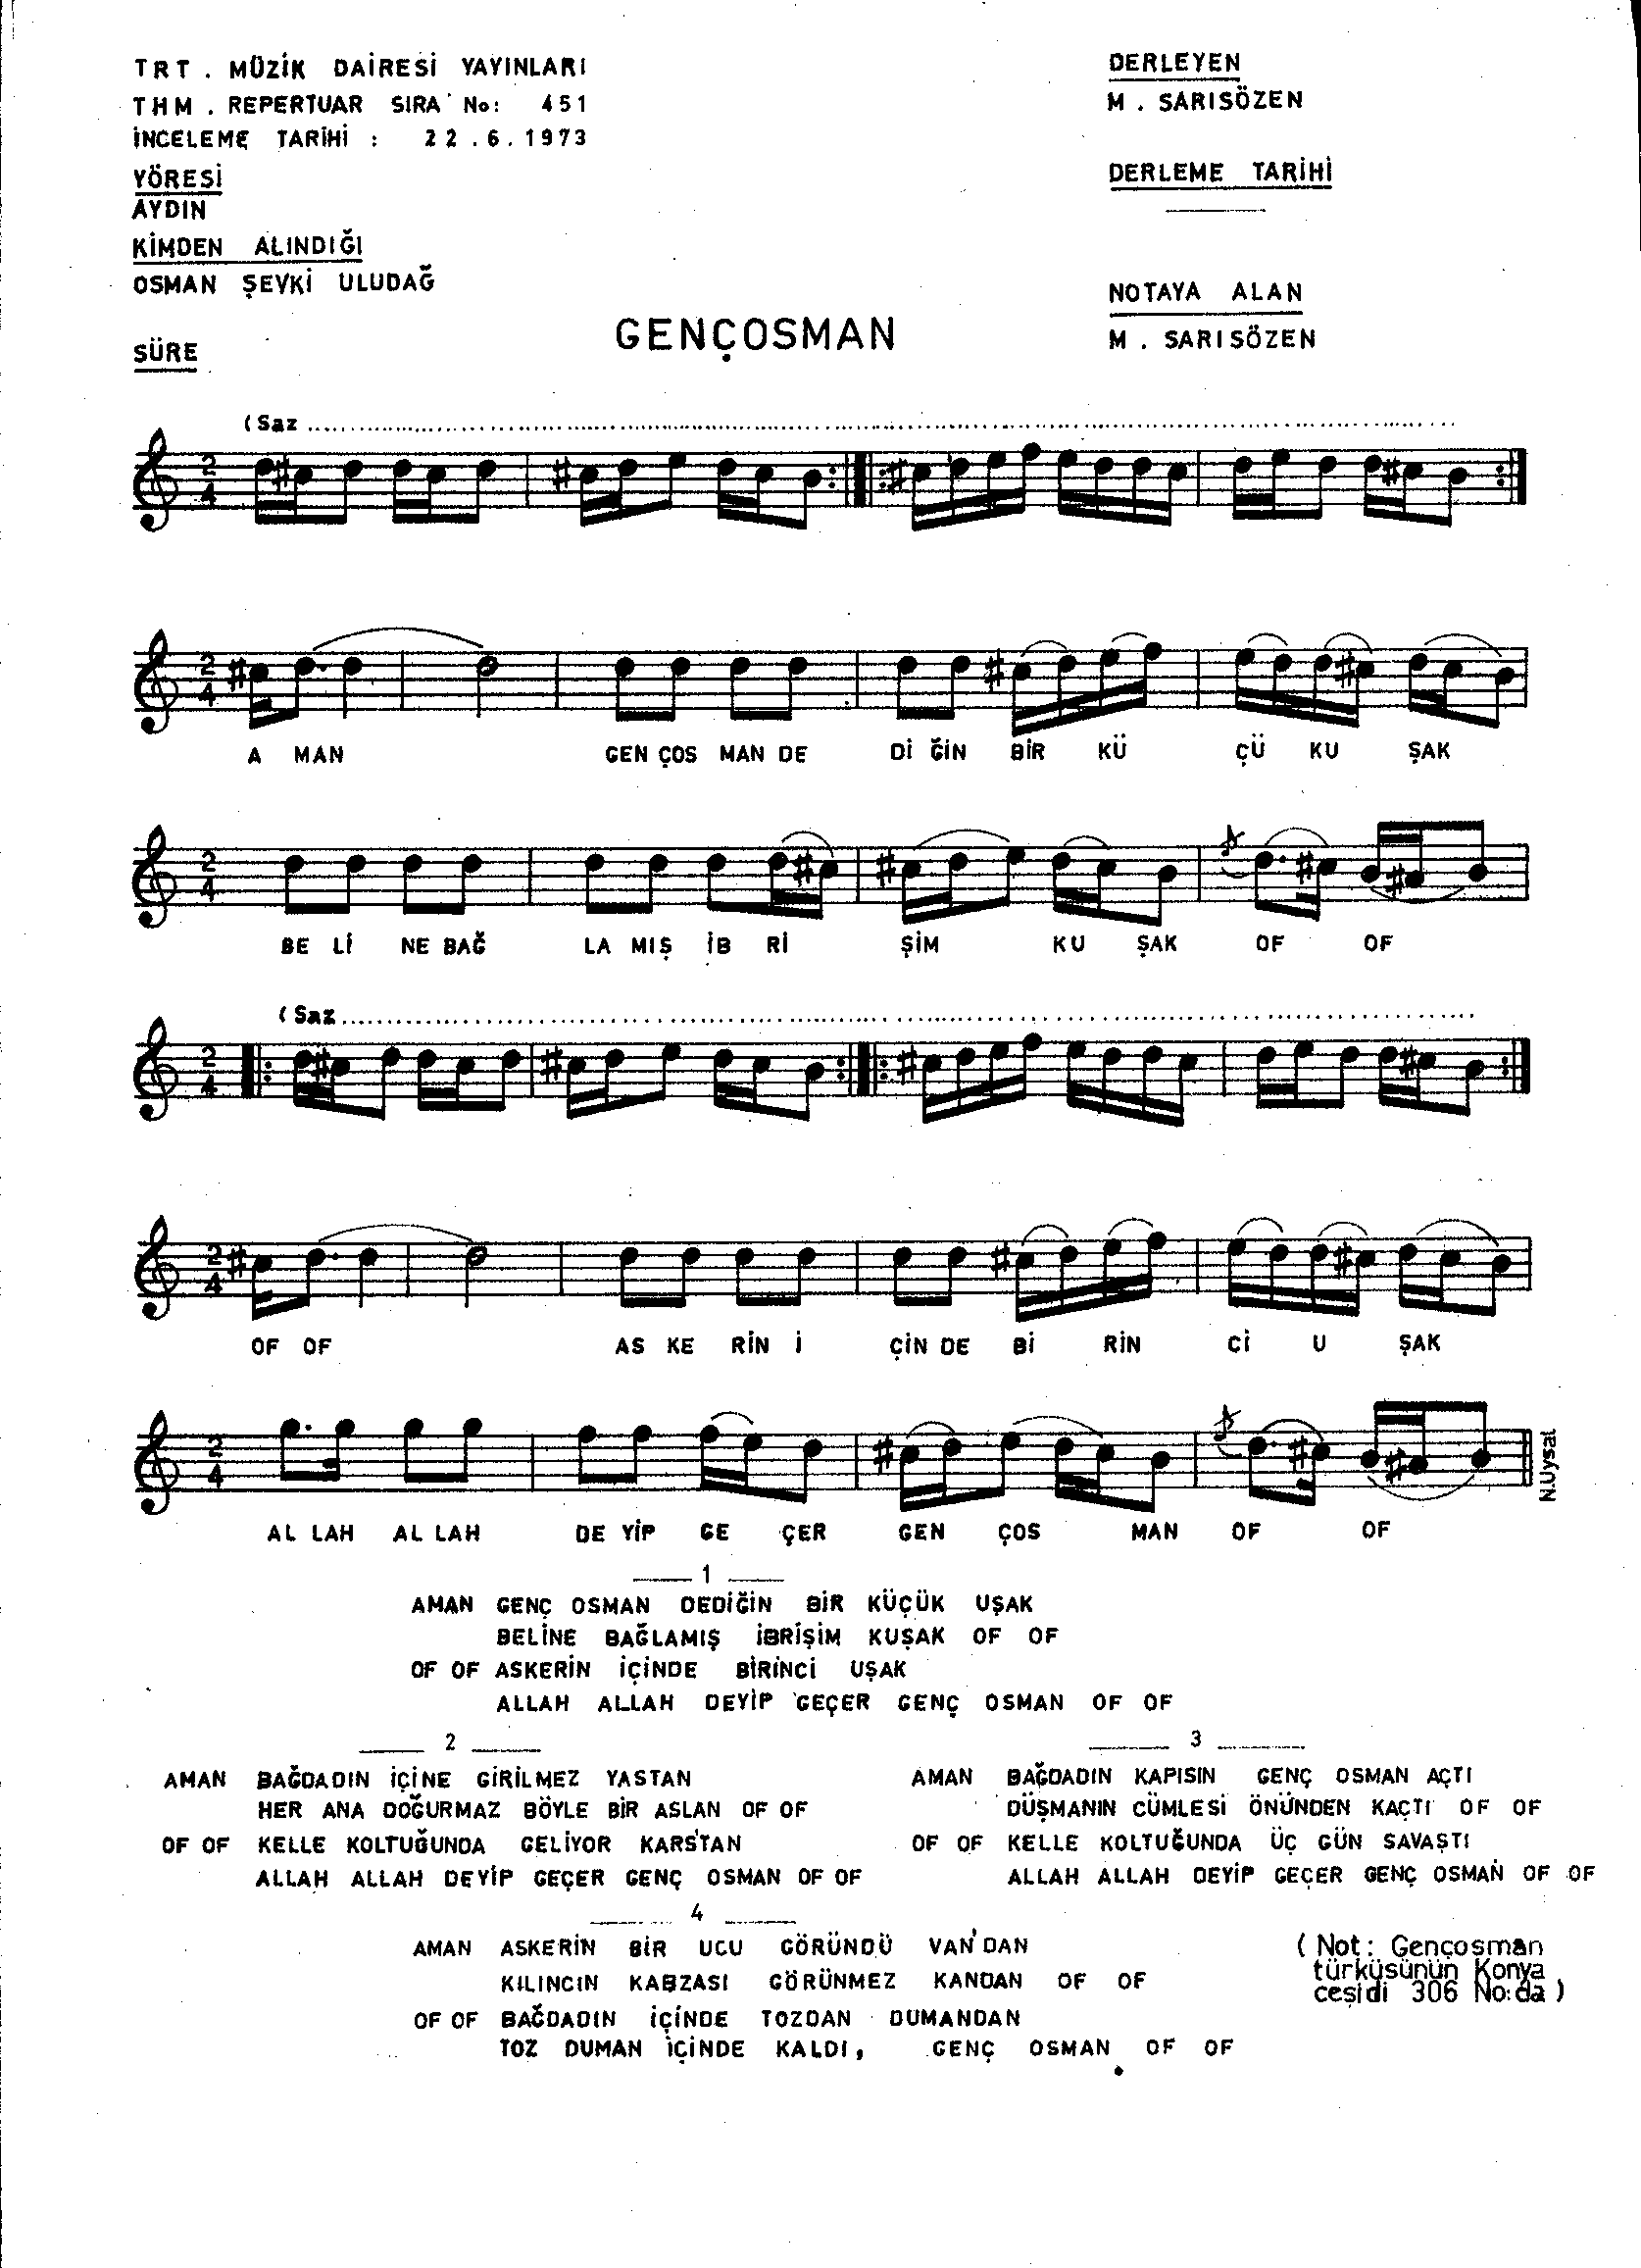 TRT . MÜZİK DAİRESİ YAYINLARI
THM . REPERTUAR SIRA No: 451
İNCELEME TARİHİ : 22.6.1973
YÖRESİ
AYDIN
KİMDEN ALINDIĞI
OSMAN ŞEVKİ ULUDAĞ
SÜRE
DERLEYEN
M . SARISÖZEN
DERLEME TARİHİ
NOTAYA ALAN
M . SARISÖZEN
GENÇOSMAN
(Saz
A MAN GEN ÇOS MAN DE Dİ ĞİN BİR KÜ ÇÜ KU ŞAK
BE Lİ NE BAĞ LA MIŞ İB Rİ ŞİM KU ŞAK OF OF
(Saz
OF OF AS KE RİN İ ÇİN DE Bİ RİN Cİ U ŞAK
AL LAH AL LAH DE YİP GE ÇER GEN ÇOS MAN OF OF
N.Uysal
1
AMAN GENÇ OSMAN DEDİĞİN BİR KÜÇÜK UŞAK
BELİNE BAĞLAMIŞ İBRİŞİM KUŞAK OF OF
OF OF ASKERİN İÇİNDE BİRİNCİ UŞAK
ALLAH ALLAH DEYİP GEÇER GENÇ OSMAN OF OF
2
AMAN BAĞDADIN İÇİNE GİRİLMEZ YASTAN
HER ANA DOĞURMAZ BÖYLE BİR ASLAN OF OF
OF OF KELLE KOLTUĞUNDA GELİYOR KARS'TAN
ALLAH ALLAH DEYİP GEÇER GENÇ OSMAN OF OF
3
AMAN BAĞDADIN KAPISIN GENÇ OSMAN AÇTI
DÜŞMANIN CÜMLESİ ÖNÜNDEN KAÇTI OF OF
OF OF KELLE KOLTUĞUNDA ÜÇ GÜN SAVAŞTI
ALLAH ALLAH DEYİP GEÇER GENÇ OSMAN OF OF
4
AMAN ASKERİN BİR UCU GÖRÜNDÜ VAN'DAN
KILINCIN KABZASI GÖRÜNMEZ KANDAN OF OF
OF OF BAĞDADIN İÇİNDE TOZDAN DUMANDAN
TOZ DUMAN İÇİNDE KALDI, GENÇ OSMAN OF OF
(Not: Gençosman
türküsünün Konya
ceşidi 306 No:da)